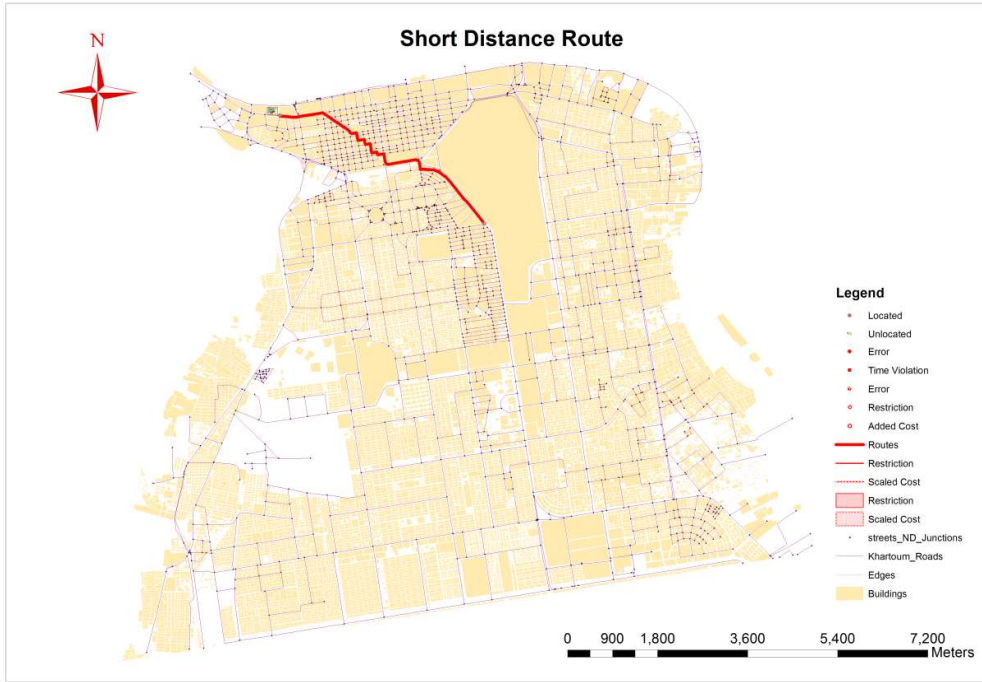 Short Distance Route
N
Legend
Located
Unlocated
Error
Time Violation
Error
Restriction
Added Cost
Routes
Restriction
Scaled Cost
Restriction
Scaled Cost
streets_ND_Junctions
Khartoum_Roads
Edges
Buildings
0 900 1,800 3,600 5,400 7,200
Meters